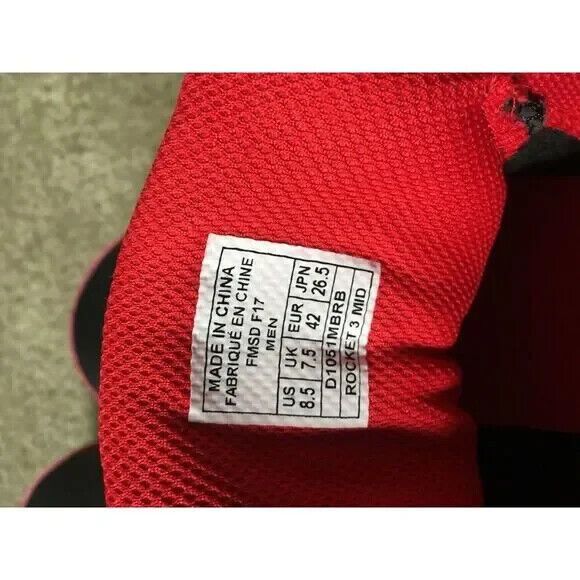 MADE IN CHINA
FABRIQUÉ EN CHINE
FMSD F17
MEN
US UK EUR JPN
8.5 7.5 42 26.5
D1051MBRB
ROCKET 3 MID